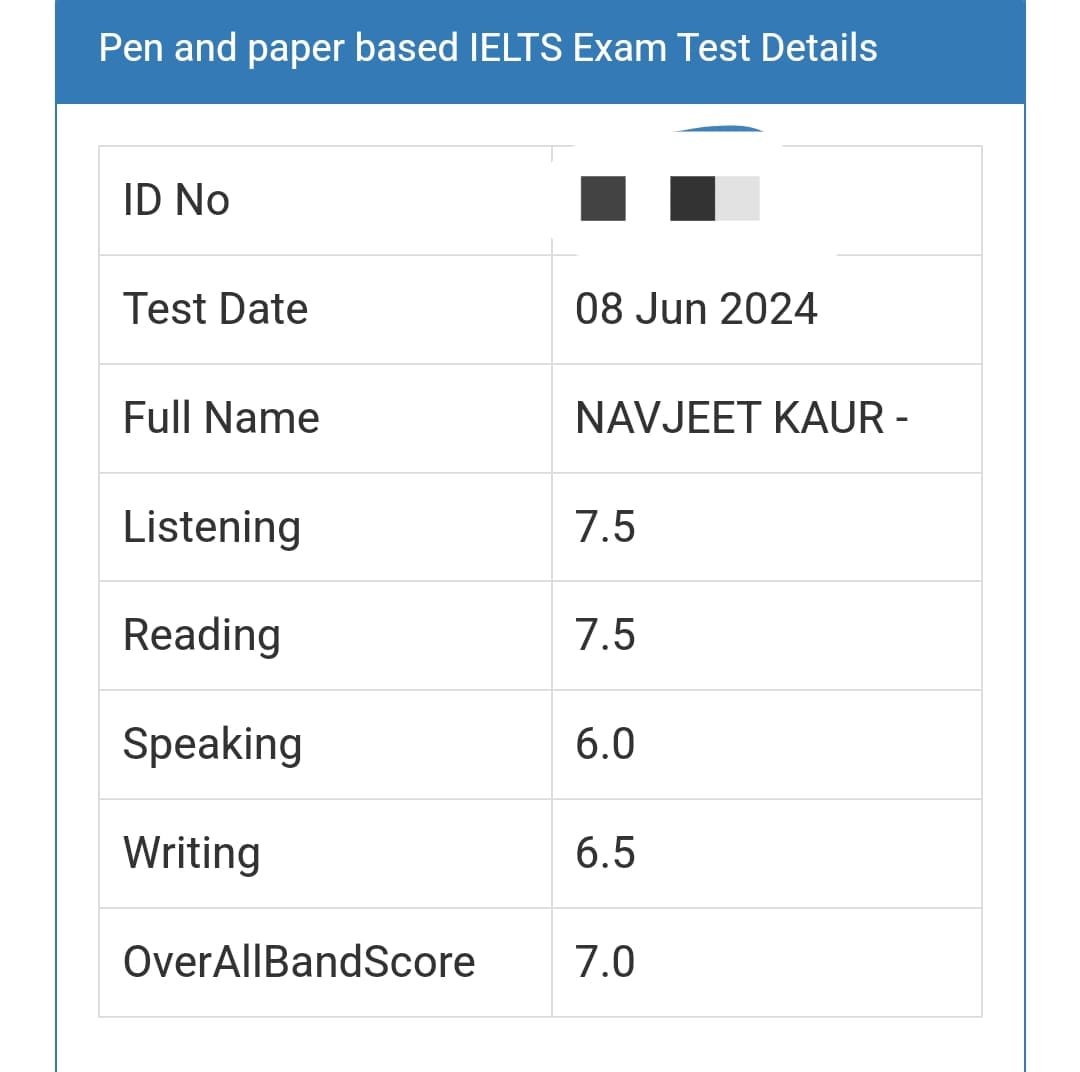 Pen and paper based IELTS Exam Test Details
ID No
Test Date 08 Jun 2024
Full Name NAVJEET KAUR -
Listening 7.5
Reading 7.5
Speaking 6.0
Writing 6.5
OverAllBandScore 7.0